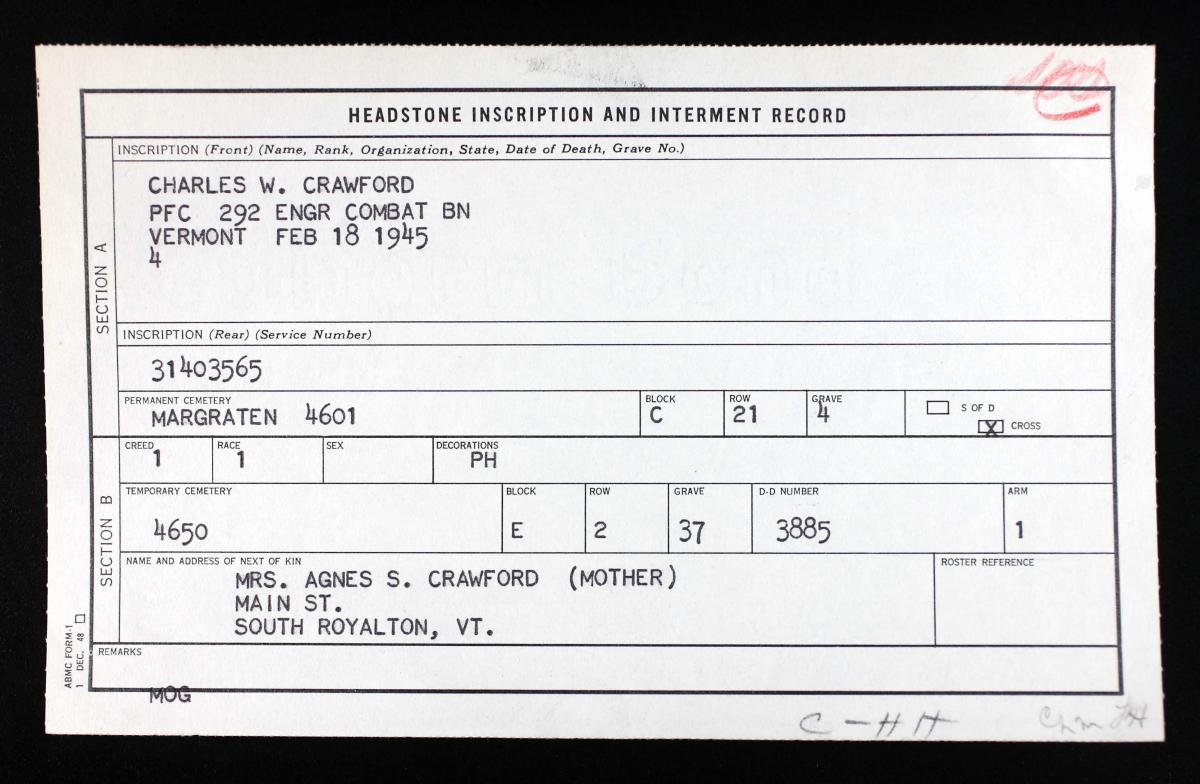 HEADSTONE INSCRIPTION AND INTERMENT RECORD
SECTION A
INSCRIPTION (Front) (Name, Rank, Organization, State, Date of Death, Grave No.)
CHARLES W. CRAWFORD
PFC 292 ENGR COMBAT BN
VERMONT FEB 18 1945
4
INSCRIPTION (Rear) (Service Number)
31403565
PERMANENT CEMETERY BLOCK ROW GRAVE
MARGRATEN 4601 C 21 4
S OF D
X CROSS
SECTION B
CREED RACE SEX DECORATIONS
1 1 PH
TEMPORARY CEMETERY BLOCK ROW GRAVE D-D NUMBER ARM
4650 E 2 37 3885 1
NAME AND ADDRESS OF NEXT OF KIN ROSTER REFERENCE
MRS. AGNES S. CRAWFORD (MOTHER)
MAIN ST.
SOUTH ROYALTON, VT.
ABMC FORM-1
1 DEC. 48
REMARKS
MOG
C-HH